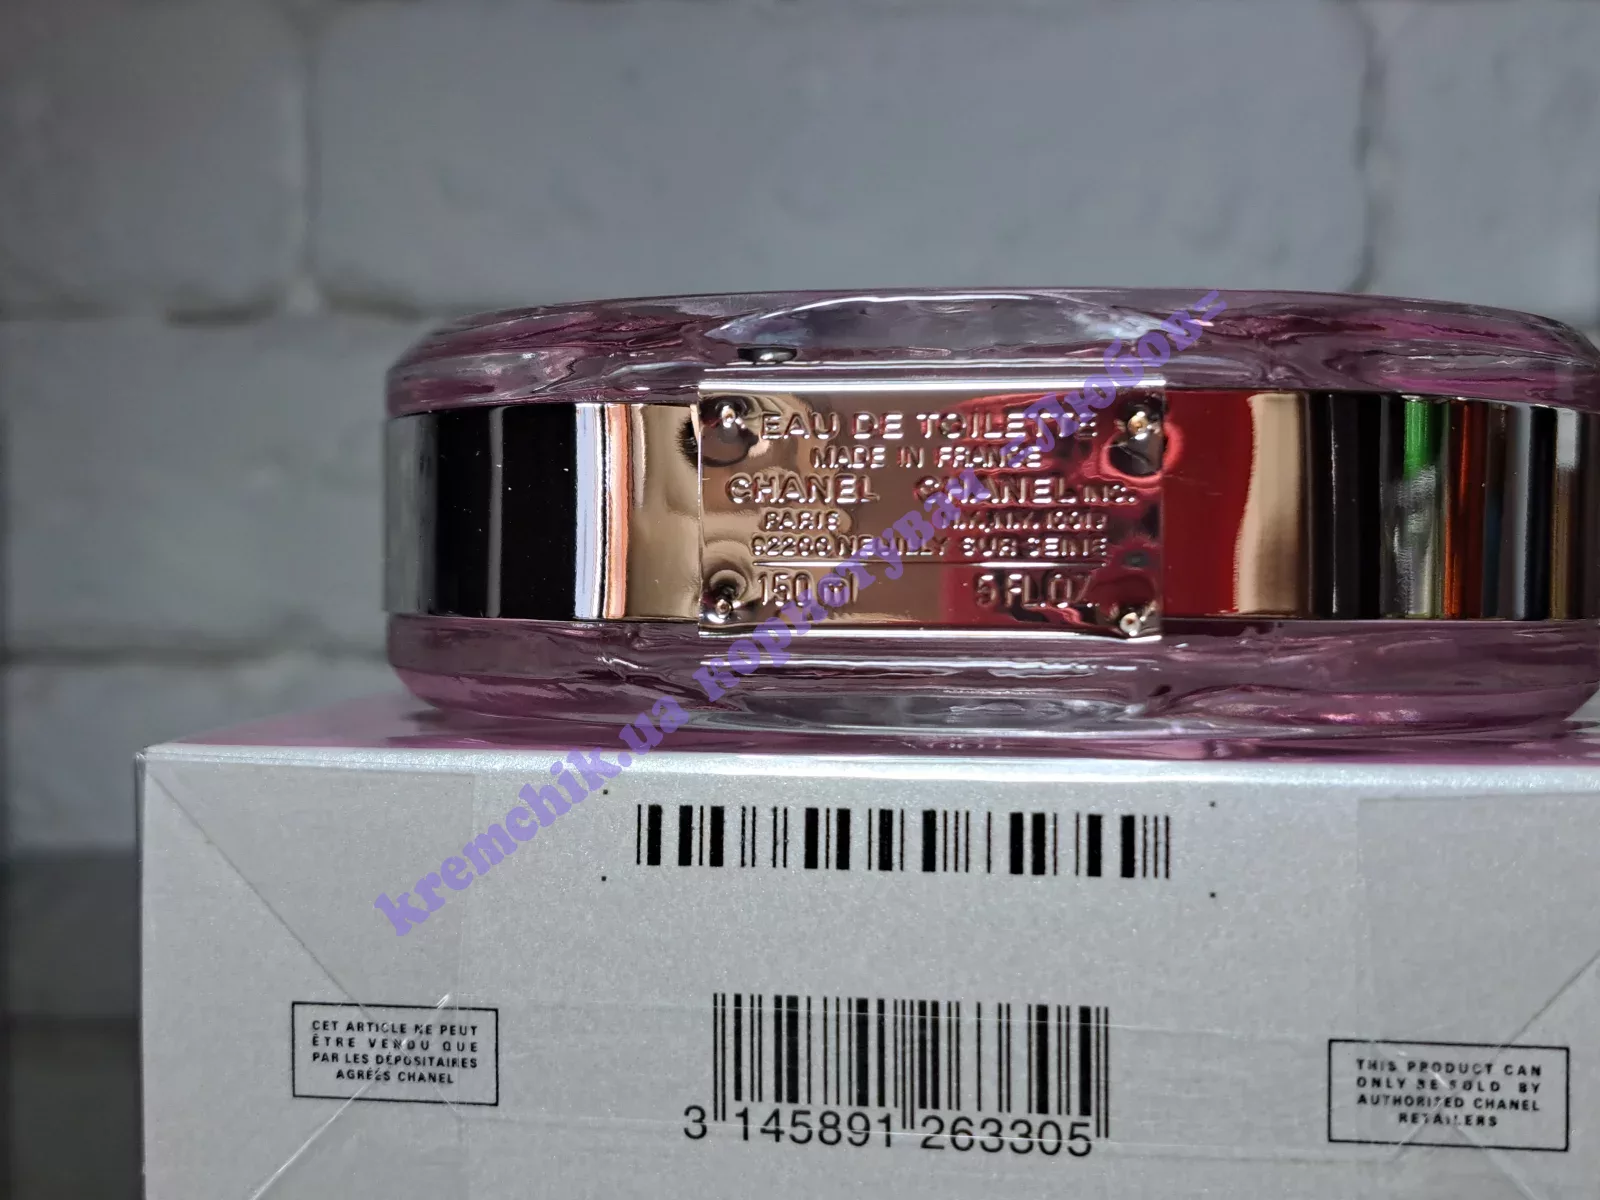 EAU DE TOILETTE
MADE IN FRANCE
CHANEL CHANEL INC.
PARIS N.Y. N.Y. 10019
92200 NEUILLY SUR SEINE
150 ml 5 FL OZ
kremchik.ua
CET ARTICLE NE PEUT
ÊTRE VENDU QUE
PAR LES DÉPOSITAIRES
AGRÉÉS CHANEL
3 145891 263305
THIS PRODUCT CAN
ONLY BE SOLD BY
AUTHORISED CHANEL
RETAILERS